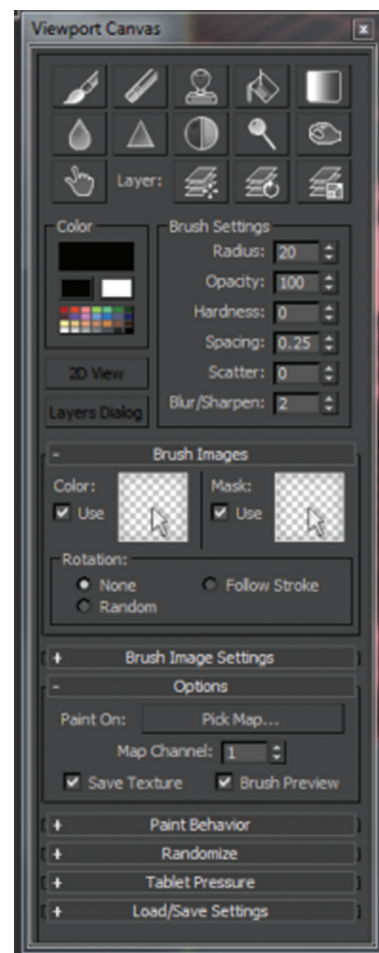 Viewport Canvas
Layer:
Color
Brush Settings
Radius: 20
Opacity: 100
Hardness: 0
Spacing: 0.25
Scatter: 0
Blur/Sharpen: 2
2D View
Layers Dialog
- Brush Images
Color: Mask:
Use Use
Rotation:
None Follow Stroke
Random
+ Brush Image Settings
- Options
Paint On: Pick Map...
Map Channel: 1
Save Texture Brush Preview
+ Paint Behavior
+ Randomize
+ Tablet Pressure
+ Load/Save Settings